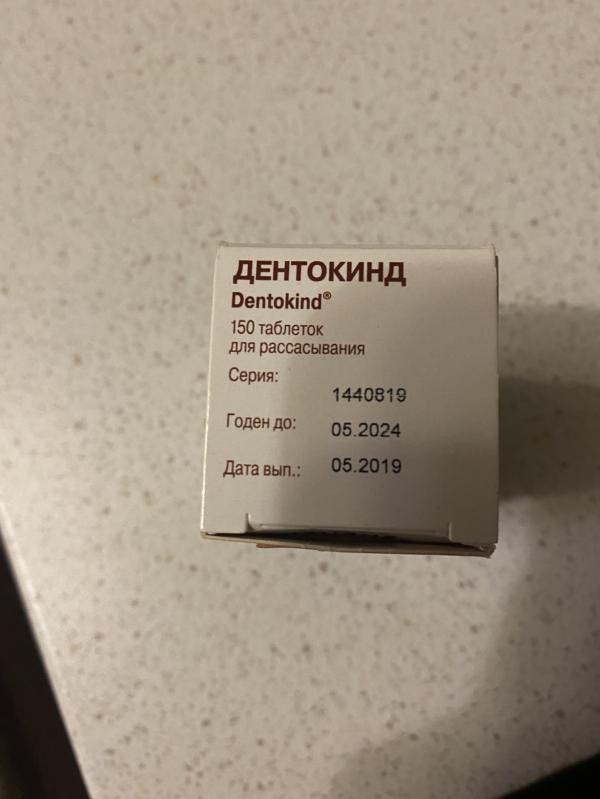 ДЕНТОКИНД
Dentokind®
150 таблеток
для рассасывания
Серия: 1440819
Годен до: 05.2024
Дата вып.: 05.2019